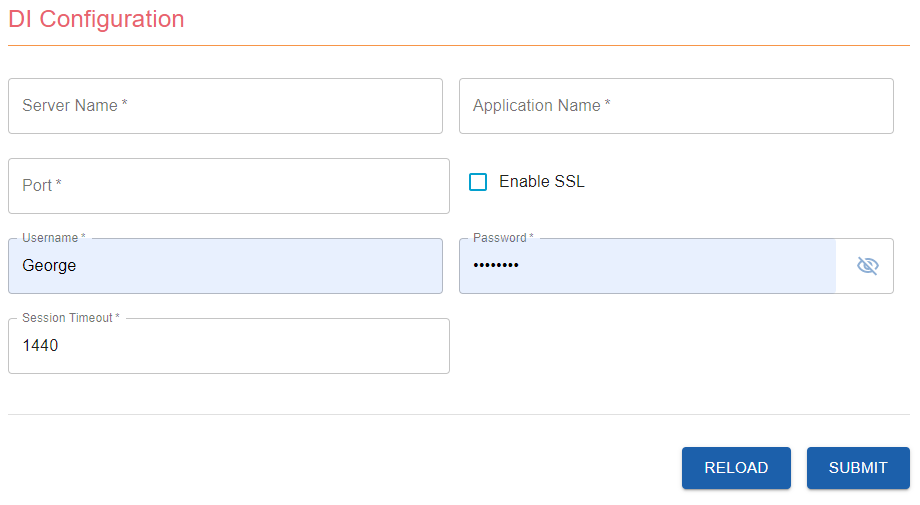 DI Configuration
Server Name *
Application Name *
Port *
Enable SSL
Username *
George
Password *
••••••••
Session Timeout *
1440
RELOAD
SUBMIT